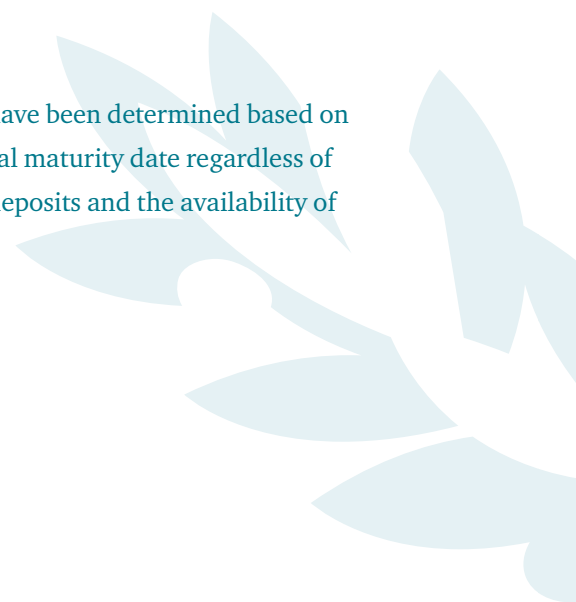 ave been determined based on
al maturity date regardless of
eposits and the availability of